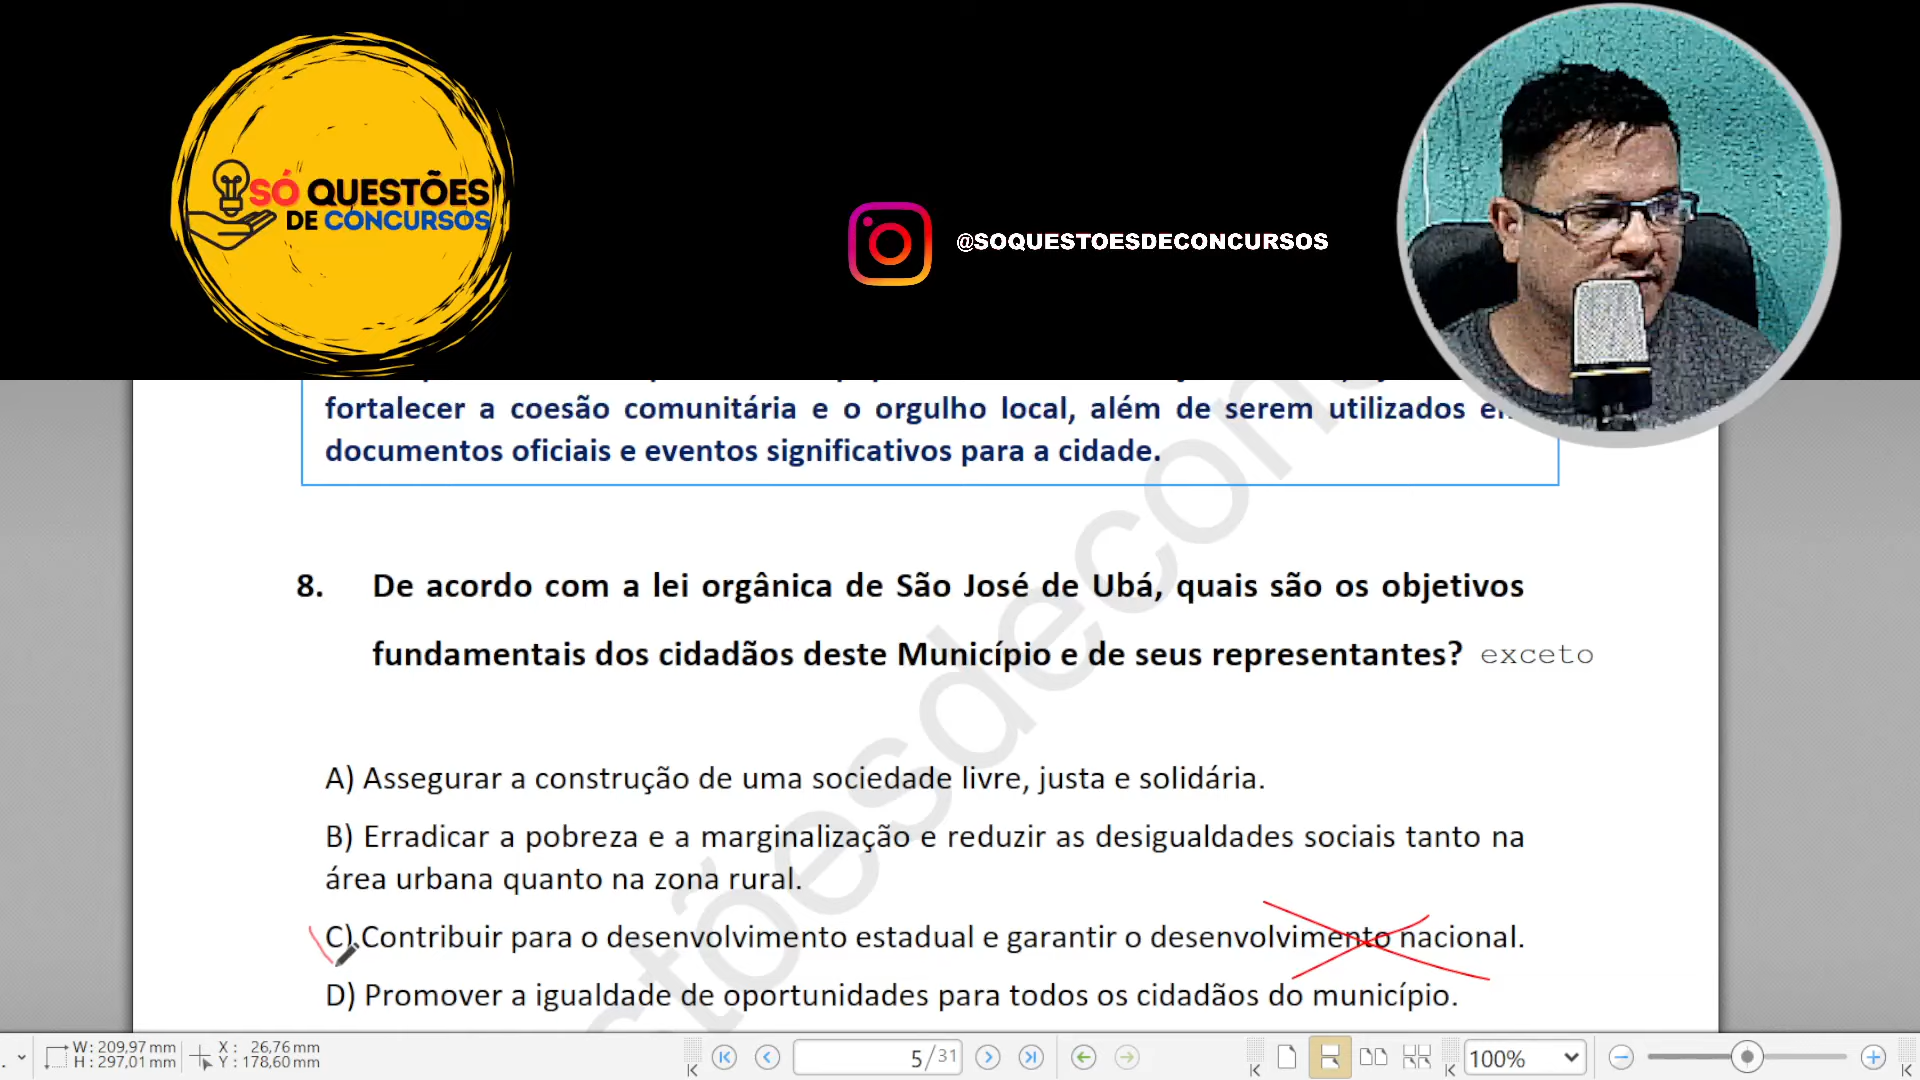 SÓ QUESTÕES
DE CONCURSOS
@SOQUESTOESDECONCURSOS
fortalecer a coesão comunitária e o orgulho local, além de serem utilizados
documentos oficiais e eventos significativos para a cidade.
8. De acordo com a lei orgânica de São José de Ubá, quais são os objetivos
fundamentais dos cidadãos deste Município e de seus representantes? exceto
A) Assegurar a construção de uma sociedade livre, justa e solidária.
B) Erradicar a pobreza e a marginalização e reduzir as desigualdades sociais tanto na
área urbana quanto na zona rural.
C) Contribuir para o desenvolvimento estadual e garantir o desenvolvimento nacional.
D) Promover a igualdade de oportunidades para todos os cidadãos do município.
W: 209,97 mm X : 26,76 mm
H : 297,01 mm Y : 178,60 mm
5 / 31
100%